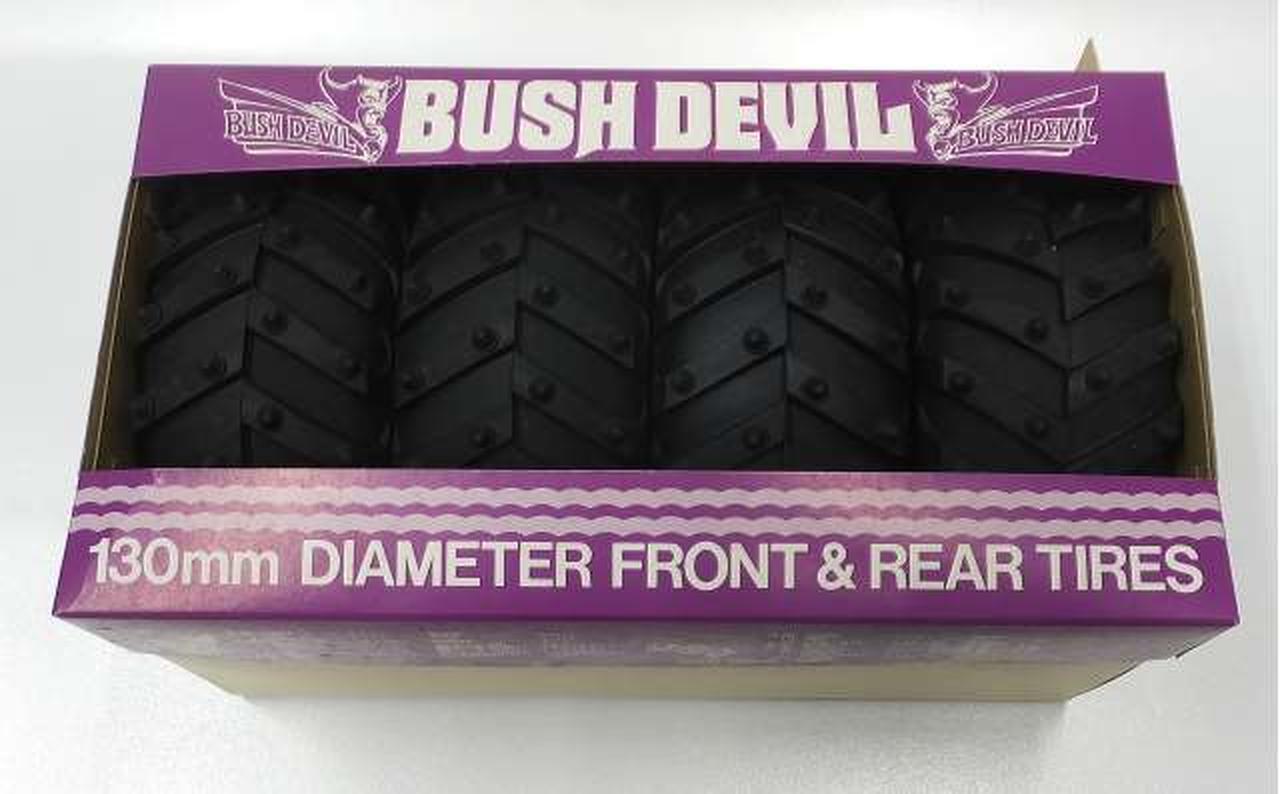 BUSH DEVIL BUSH DEVIL BUSH DEVIL
130mm DIAMETER FRONT & REAR TIRES